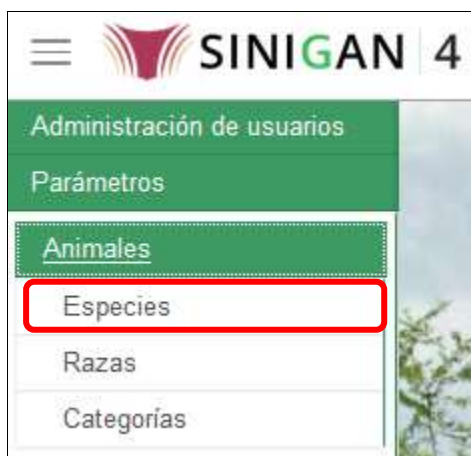 SINIGAN 4
Administración de usuarios
Parámetros
Animales
Especies
Razas
Categorías